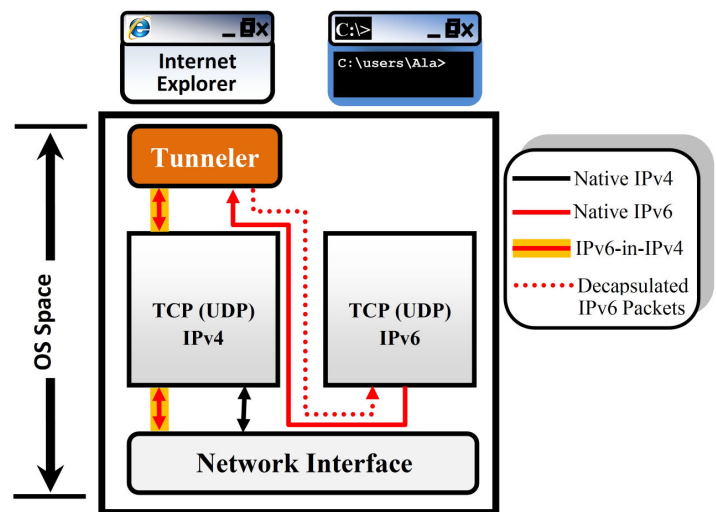 Internet
Explorer
C:\>
C:\users\Ala>
OS Space
Tunneler
TCP (UDP)
IPv4
TCP (UDP)
IPv6
Network Interface
Native IPv4
Native IPv6
IPv6-in-IPv4
Decapsulated
IPv6 Packets